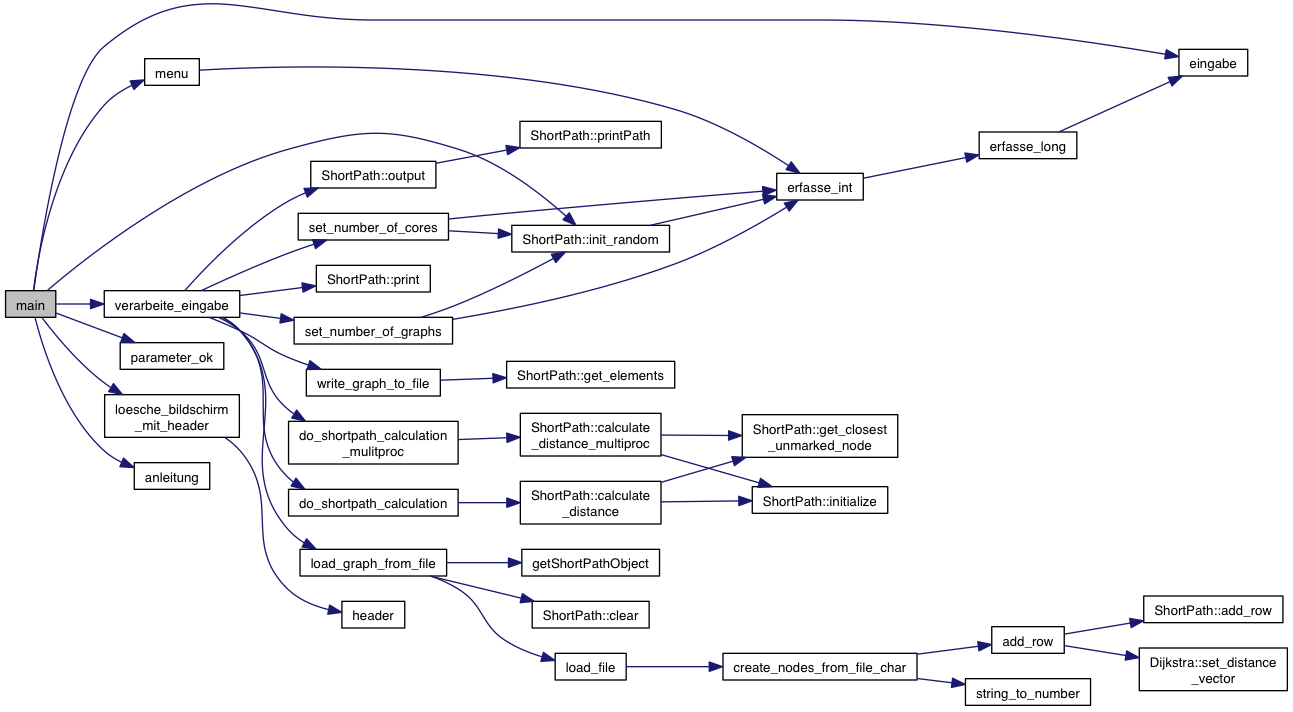 eingabe
menu
ShortPath::printPath
erfasse_long
ShortPath::output
erfasse_int
set_number_of_cores
ShortPath::init_random
ShortPath::print
main
verarbeite_eingabe
set_number_of_graphs
parameter_ok
write_graph_to_file
ShortPath::get_elements
loesche_bildschirm
_mit_header
do_shortpath_calculation
_mulitproc
ShortPath::calculate
_distance_multiproc
ShortPath::get_closest
_unmarked_node
anleitung
do_shortpath_calculation
ShortPath::calculate
_distance
ShortPath::initialize
load_graph_from_file
getShortPathObject
header
ShortPath::clear
ShortPath::add_row
add_row
load_file
create_nodes_from_file_char
Dijkstra::set_distance
_vector
string_to_number